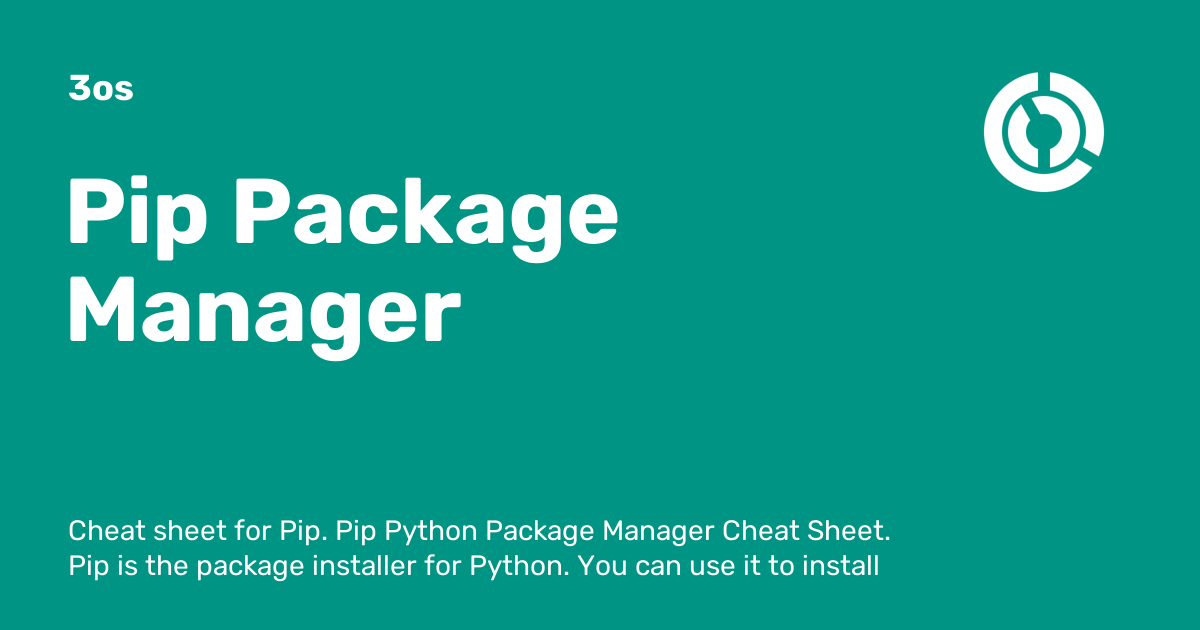 3os
Pip Package
Manager
Cheat sheet for Pip. Pip Python Package Manager Cheat Sheet.
Pip is the package installer for Python. You can use it to install